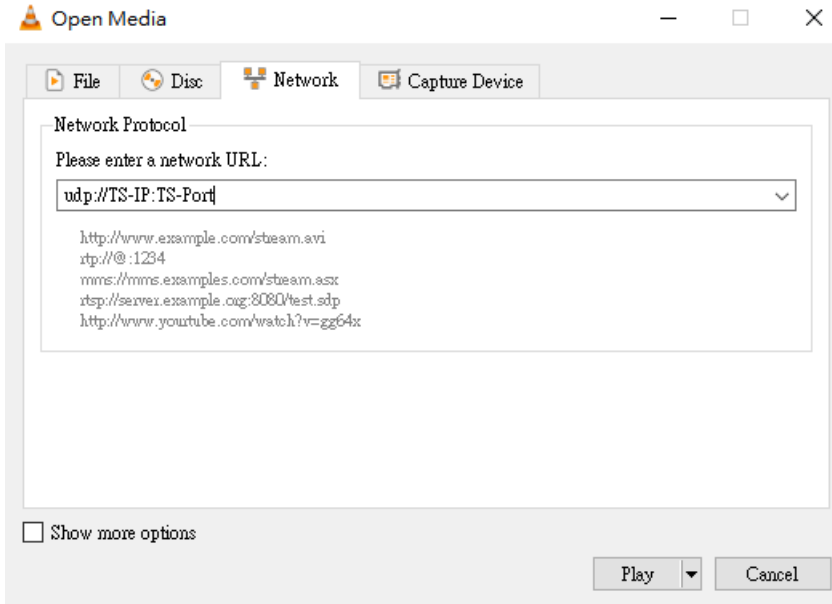 Open Media
File Disc Network Capture Device
Network Protocol
Please enter a network URL:
udp://TS-IP:TS-Port
http://www.example.com/stream.avi
rtp://@:1234
mms://mms.examples.com/stream.asx
rtsp://server.example.org:8080/test.sdp
http://www.yourtube.com/watch?v=gg64x
Show more options
Play Cancel